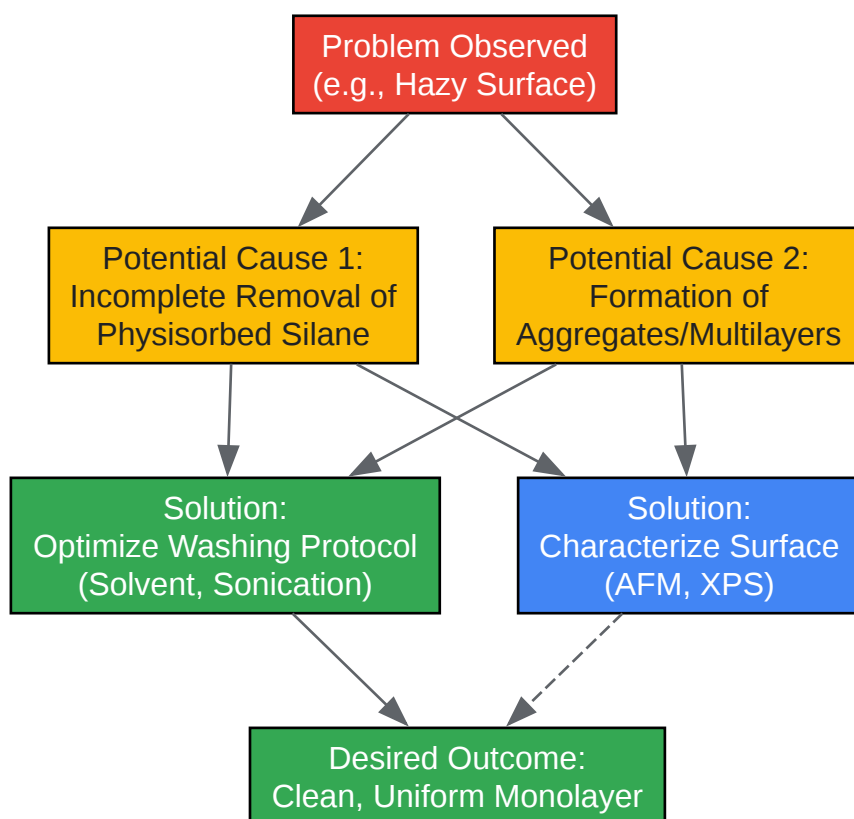 Problem Observed
(e.g., Hazy Surface)
Potential Cause 1:
Incomplete Removal of
Physisorbed Silane
Potential Cause 2:
Formation of
Aggregates/Multilayers
Solution:
Optimize Washing Protocol
(Solvent, Sonication)
Solution:
Characterize Surface
(AFM, XPS)
Desired Outcome:
Clean, Uniform Monolayer